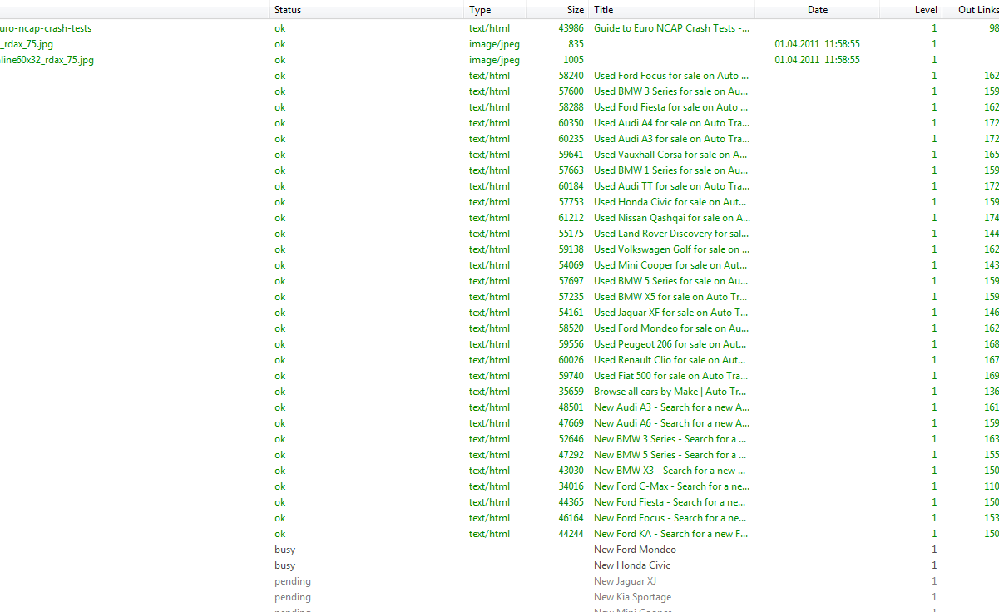 Status Type Size Title Date Level Out Links
uro-ncap-crash-tests ok text/html 43986 Guide to Euro NCAP Crash Tests -... 1 98
_rdax_75.jpg ok image/jpeg 835 01.04.2011 11:58:55 1
line60x32_rdax_75.jpg ok image/jpeg 1005 01.04.2011 11:58:55 1
ok text/html 58240 Used Ford Focus for sale on Auto ... 1 162
ok text/html 57600 Used BMW 3 Series for sale on Au... 1 159
ok text/html 58288 Used Ford Fiesta for sale on Auto ... 1 162
ok text/html 60350 Used Audi A4 for sale on Auto Tra... 1 172
ok text/html 60235 Used Audi A3 for sale on Auto Tra... 1 172
ok text/html 59641 Used Vauxhall Corsa for sale on A... 1 165
ok text/html 57663 Used BMW 1 Series for sale on Au... 1 159
ok text/html 60184 Used Audi TT for sale on Auto Tra... 1 172
ok text/html 57753 Used Honda Civic for sale on Aut... 1 159
ok text/html 61212 Used Nissan Qashqai for sale on A... 1 174
ok text/html 55175 Used Land Rover Discovery for sal... 1 144
ok text/html 59138 Used Volkswagen Golf for sale on ... 1 162
ok text/html 54069 Used Mini Cooper for sale on Aut... 1 143
ok text/html 57697 Used BMW 5 Series for sale on Au... 1 159
ok text/html 57235 Used BMW X5 for sale on Auto Tr... 1 159
ok text/html 54161 Used Jaguar XF for sale on Auto T... 1 146
ok text/html 58520 Used Ford Mondeo for sale on Au... 1 162
ok text/html 59556 Used Peugeot 206 for sale on Aut... 1 168
ok text/html 60026 Used Renault Clio for sale on Aut... 1 167
ok text/html 59740 Used Fiat 500 for sale on Auto Tra... 1 169
ok text/html 35659 Browse all cars by Make | Auto Tr... 1 136
ok text/html 48501 New Audi A3 - Search for a new A... 1 161
ok text/html 47669 New Audi A6 - Search for a new A... 1 159
ok text/html 52646 New BMW 3 Series - Search for a ... 1 163
ok text/html 47292 New BMW 5 Series - Search for a ... 1 155
ok text/html 43030 New BMW X3 - Search for a new ... 1 150
ok text/html 34016 New Ford C-Max - Search for a ne... 1 110
ok text/html 44365 New Ford Fiesta - Search for a ne... 1 150
ok text/html 46164 New Ford Focus - Search for a ne... 1 153
ok text/html 44244 New Ford KA - Search for a new F... 1 150
busy New Ford Mondeo 1
busy New Honda Civic 1
pending New Jaguar XJ 1
pending New Kia Sportage 1
pending New Mini Cooper 1